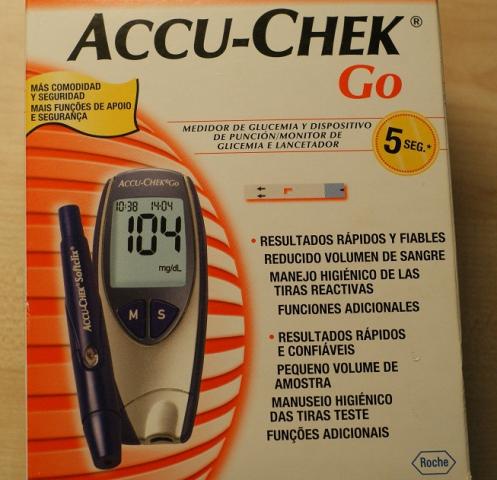 ACCU-CHEK®
Go
MÁS COMODIDAD
Y SEGURIDAD
MAIS FUNÇÕES DE APOIO
E SEGURANÇA
MEDIDOR DE GLUCEMIA Y DISPOSITIVO
DE PUNCIÓN/MONITOR DE
GLICEMIA E LANCETADOR
5 SEG.*
ACCU-CHEK®Go
10:38 14-04
104
mg/dL
M S
ACCU-CHEK®Softclix®
• RESULTADOS RÁPIDOS Y FIABLES
REDUCIDO VOLUMEN DE SANGRE
MANEJO HIGIÉNICO DE LAS
TIRAS REACTIVAS
FUNCIONES ADICIONALES
• RESULTADOS RÁPIDOS
E CONFIÁVEIS
PEQUENO VOLUME DE
AMOSTRA
MANUSEIO HIGIÉNICO
DAS TIRAS TESTE
FUNÇÕES ADICIONAIS
Roche